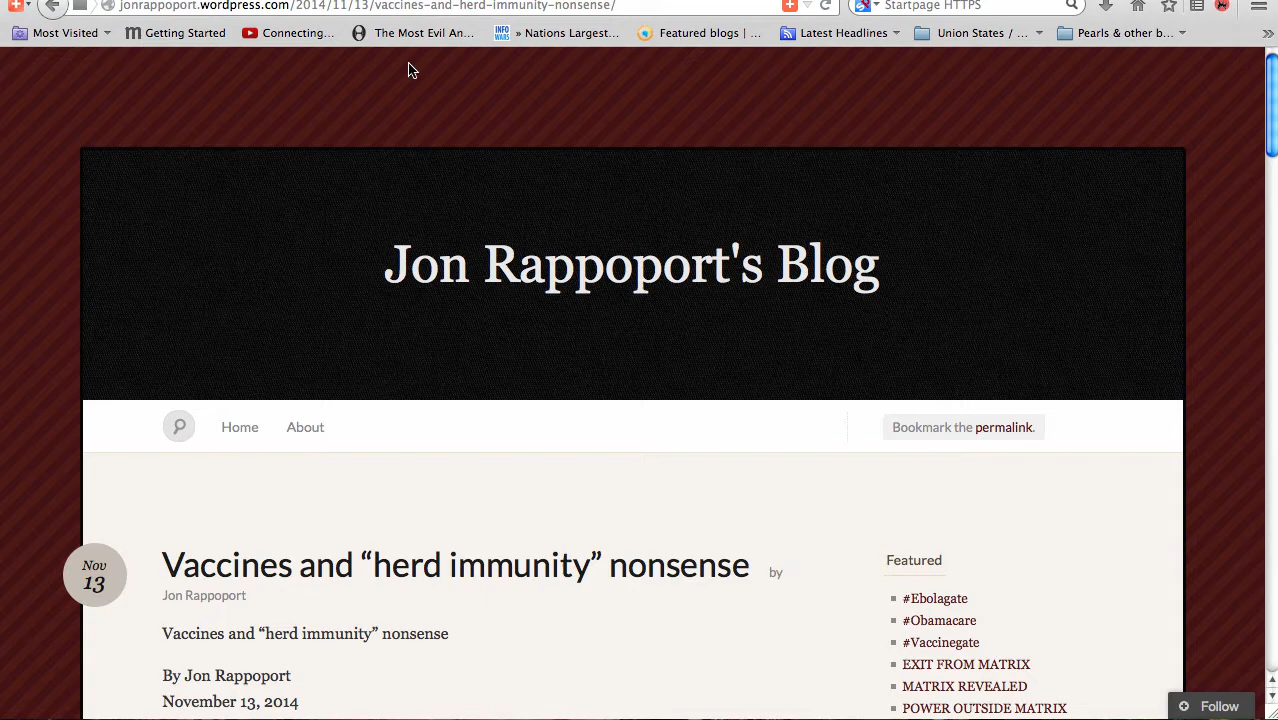 jonrappoport.wordpress.com/2014/11/13/vaccines-and-herd-immunity-nonsense/
Startpage HTTPS
Most Visited
Getting Started
Connecting...
The Most Evil An...
INFO WARS
» Nations Largest...
Featured blogs | ...
Latest Headlines
Union States / ...
Pearls & other b...
Jon Rappoport's Blog
Home
About
Bookmark the permalink.
Nov
13
Vaccines and “herd immunity” nonsense by
Jon Rappoport
Vaccines and “herd immunity” nonsense
By Jon Rappoport
November 13, 2014
Featured
#Ebolagate
#Obamacare
#Vaccinegate
EXIT FROM MATRIX
MATRIX REVEALED
POWER OUTSIDE MATRIX
Follow